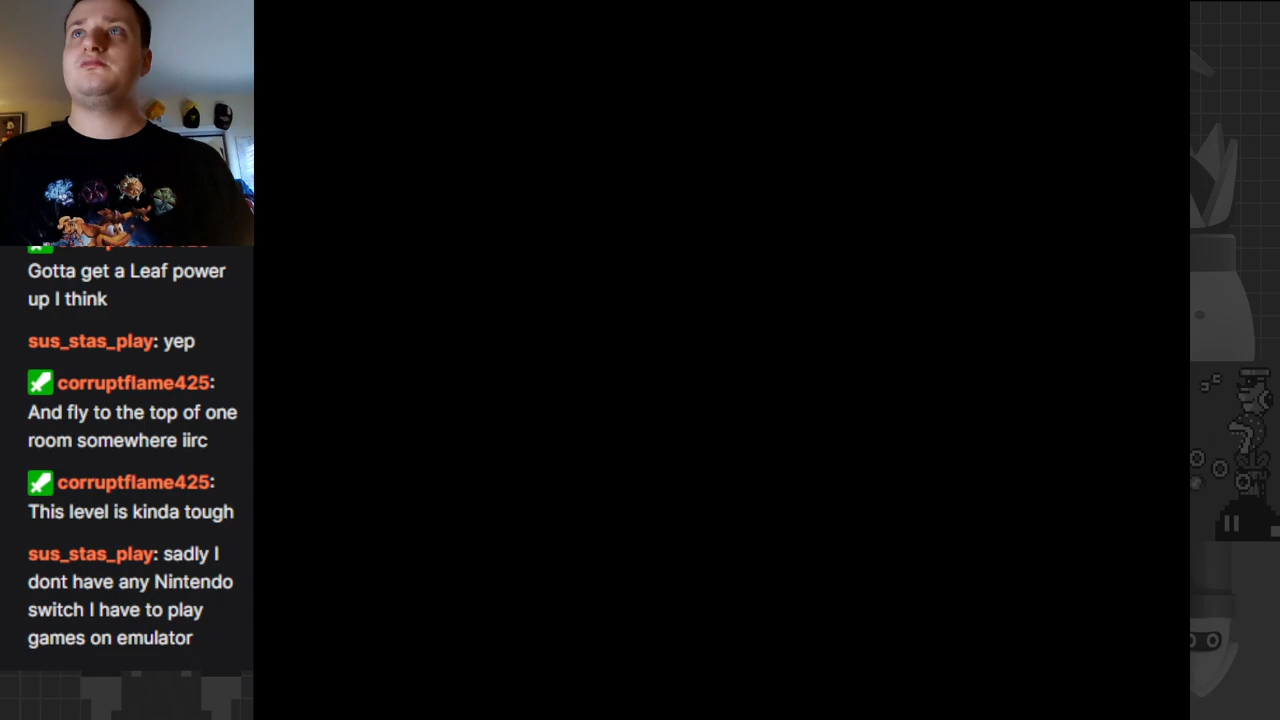 Gotta get a Leaf power
up I think
sus_stas_play: yep
corruptflame425:
And fly to the top of one
room somewhere iirc
corruptflame425:
This level is kinda tough
sus_stas_play: sadly I
dont have any Nintendo
switch I have to play
games on emulator